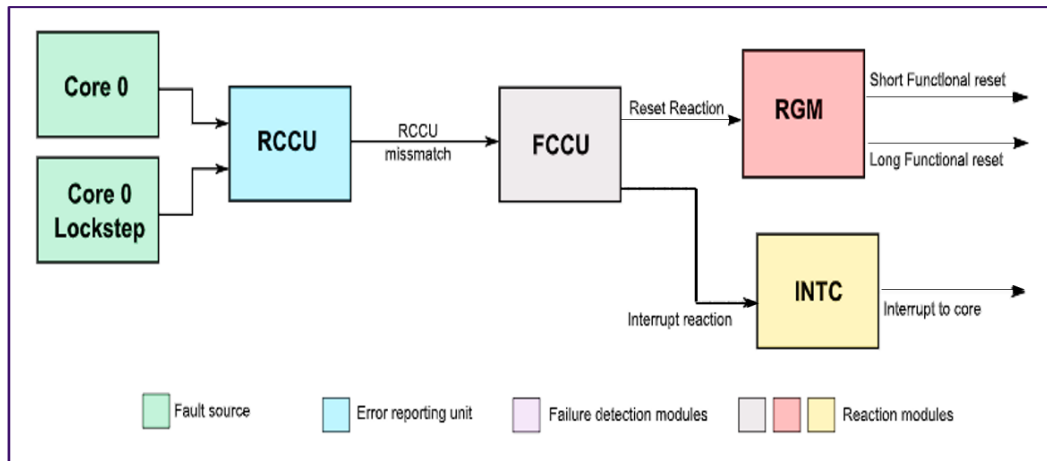 Core 0
Core 0
Lockstep
RCCU
RCCU
missmatch
FCCU
Reset Reaction
RGM
Short Functional reset
Long Functional reset
Interrupt reaction
INTC
Interrupt to core
Fault source
Error reporting unit
Failure detection modules
Reaction modules